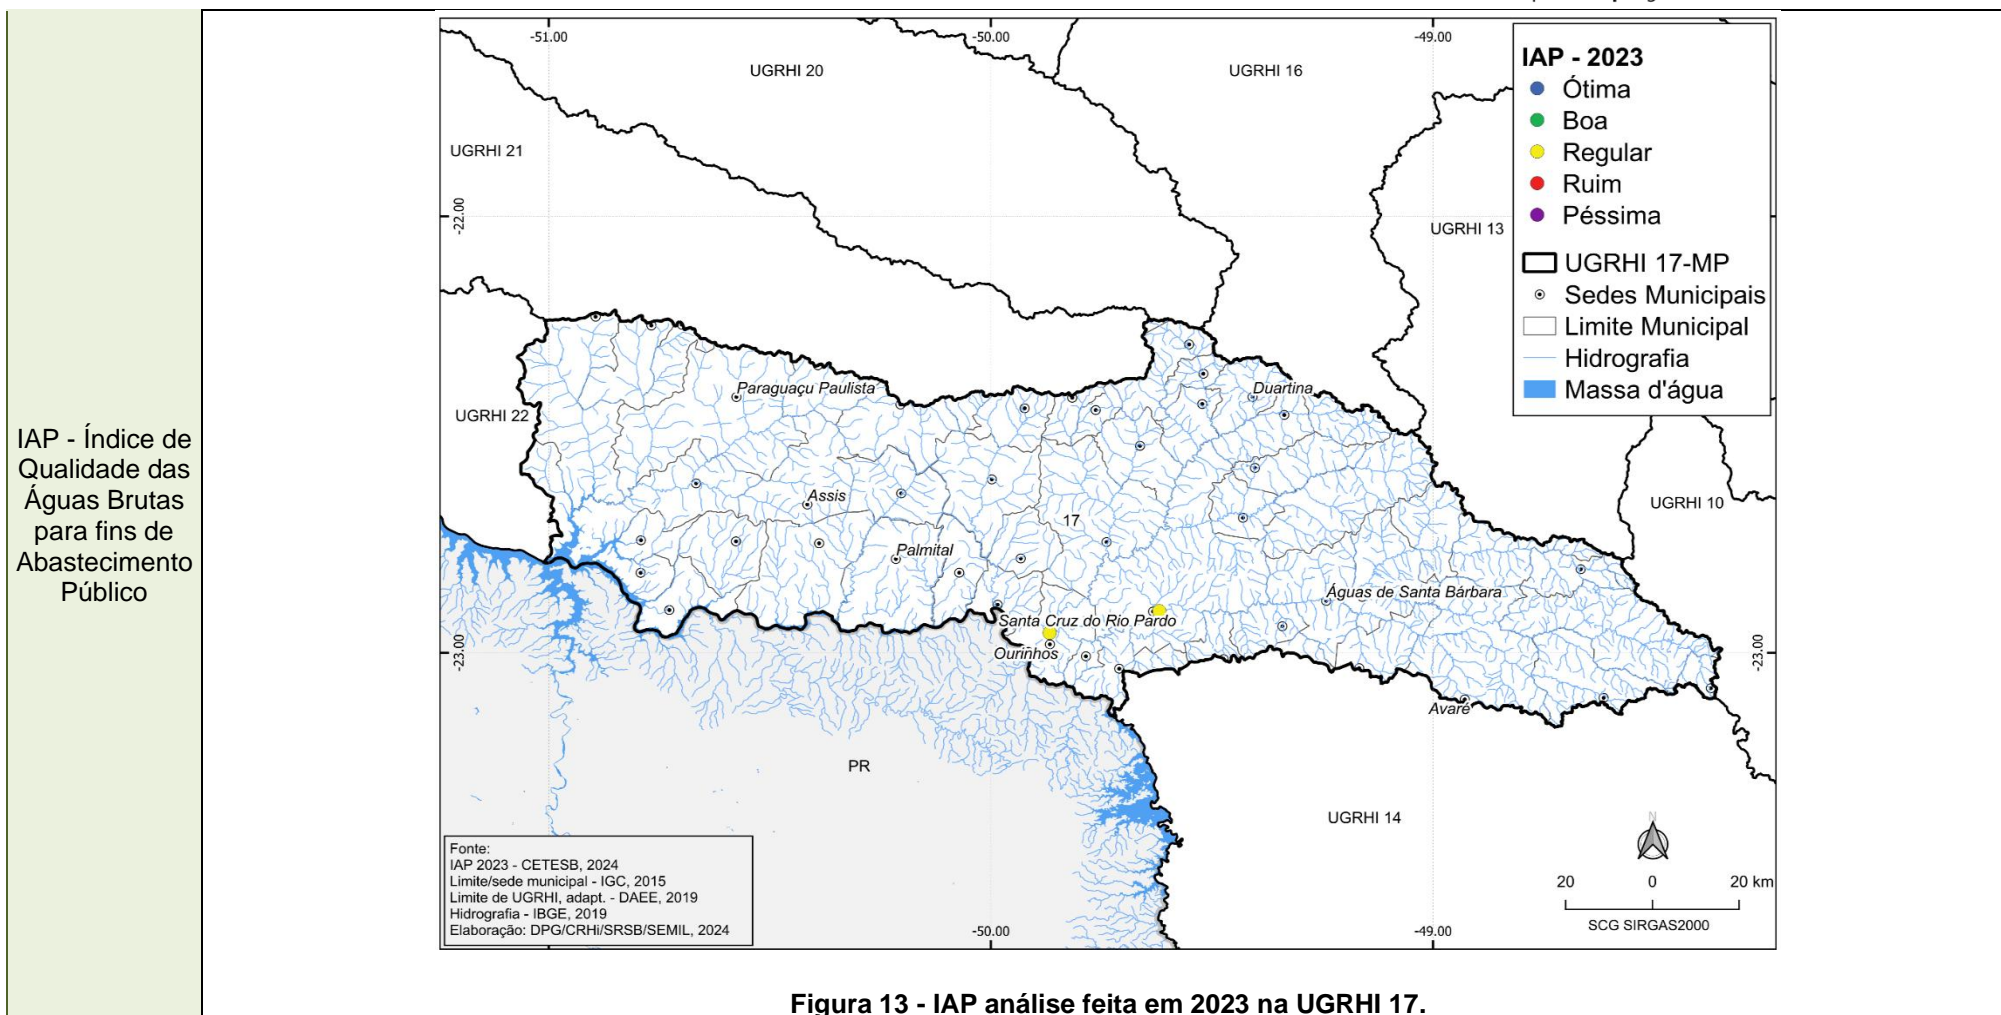 IAP - Índice de
Qualidade das
Águas Brutas
para fins de
Abastecimento
Público
-51.00
-50.00
-49.00
UGRHI 20
UGRHI 16
UGRHI 21
UGRHI 13
-22.00
UGRHI 22
UGRHI 10
Paraguaçu Paulista
Duartina
Assis
17
Palmital
Águas de Santa Bárbara
Santa Cruz do Rio Pardo
Ourinhos
Avaré
-23.00
-23.00
PR
UGRHI 14
IAP - 2023
Ótima
Boa
Regular
Ruim
Péssima
UGRHI 17-MP
Sedes Municipais
Limite Municipal
Hidrografia
Massa d'água
Fonte:
IAP 2023 - CETESB, 2024
Limite/sede municipal - IGC, 2015
Limite de UGRHI, adapt. - DAEE, 2019
Hidrografia - IBGE, 2019
Elaboração: DPG/CRHi/SRSB/SEMIL, 2024
N
20 0 20 km
SCG SIRGAS2000
-50.00
-49.00
Figura 13 - IAP análise feita em 2023 na UGRHI 17.